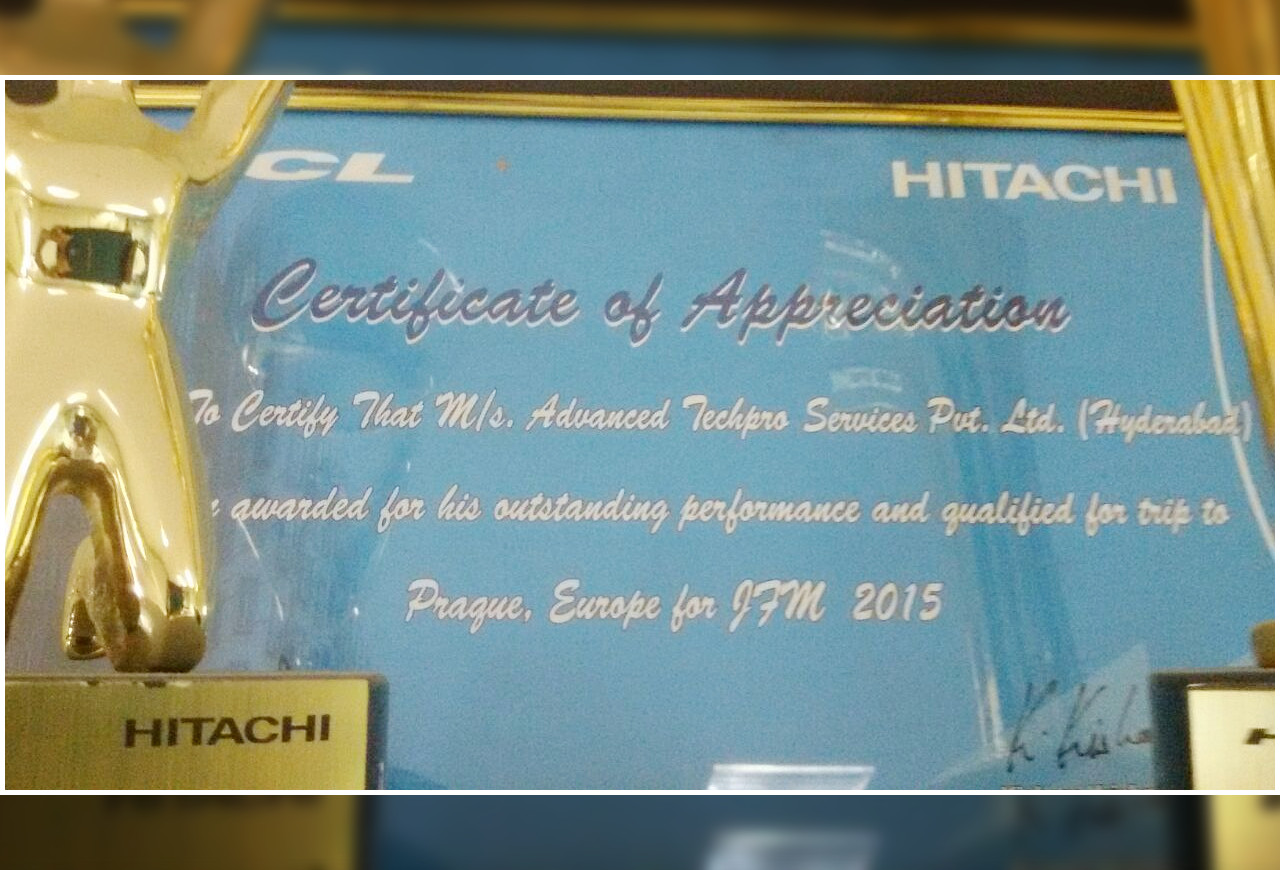 CL
HITACHI
Certificate of Appreciation
To Certify That M/s. Advanced Techpro Services Pvt. Ltd. (Hyderabad)
awarded for his outstanding performance and qualified for trip to
Prague, Europe for JFM 2015
HITACHI